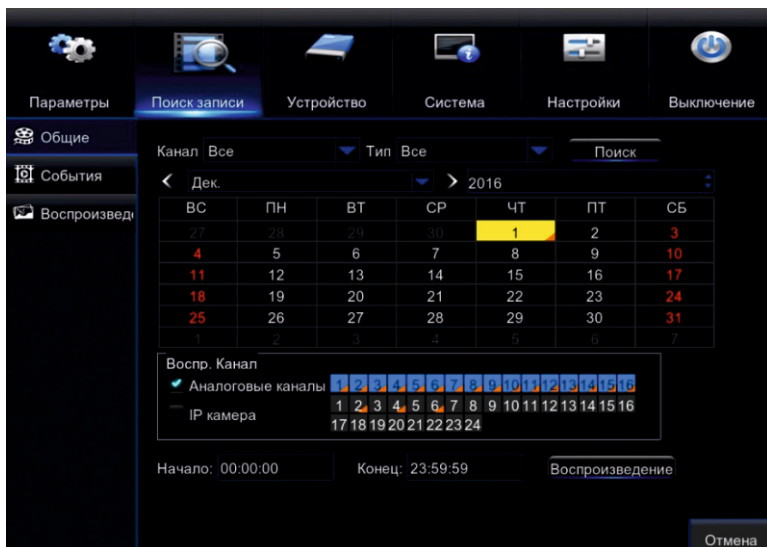 Параметры Поиск записи Устройство Система Настройки Выключение
Общие
События
Воспроизвед
Канал Все Тип Все Поиск
Дек. 2016
ВС ПН ВТ СР ЧТ ПТ СБ
27 28 29 30 1 2 3
4 5 6 7 8 9 10
11 12 13 14 15 16 17
18 19 20 21 22 23 24
25 26 27 28 29 30 31
1 2 3 4 5 6 7
Воспр. Канал
Аналоговые каналы 1 2 3 4 5 6 7 8 9 10 11 12 13 14 15 16
IP камера 1 2 3 4 5 6 7 8 9 10 11 12 13 14 15 16
17 18 19 20 21 22 23 24
Начало: 00:00:00 Конец: 23:59:59 Воспроизведение
Отмена